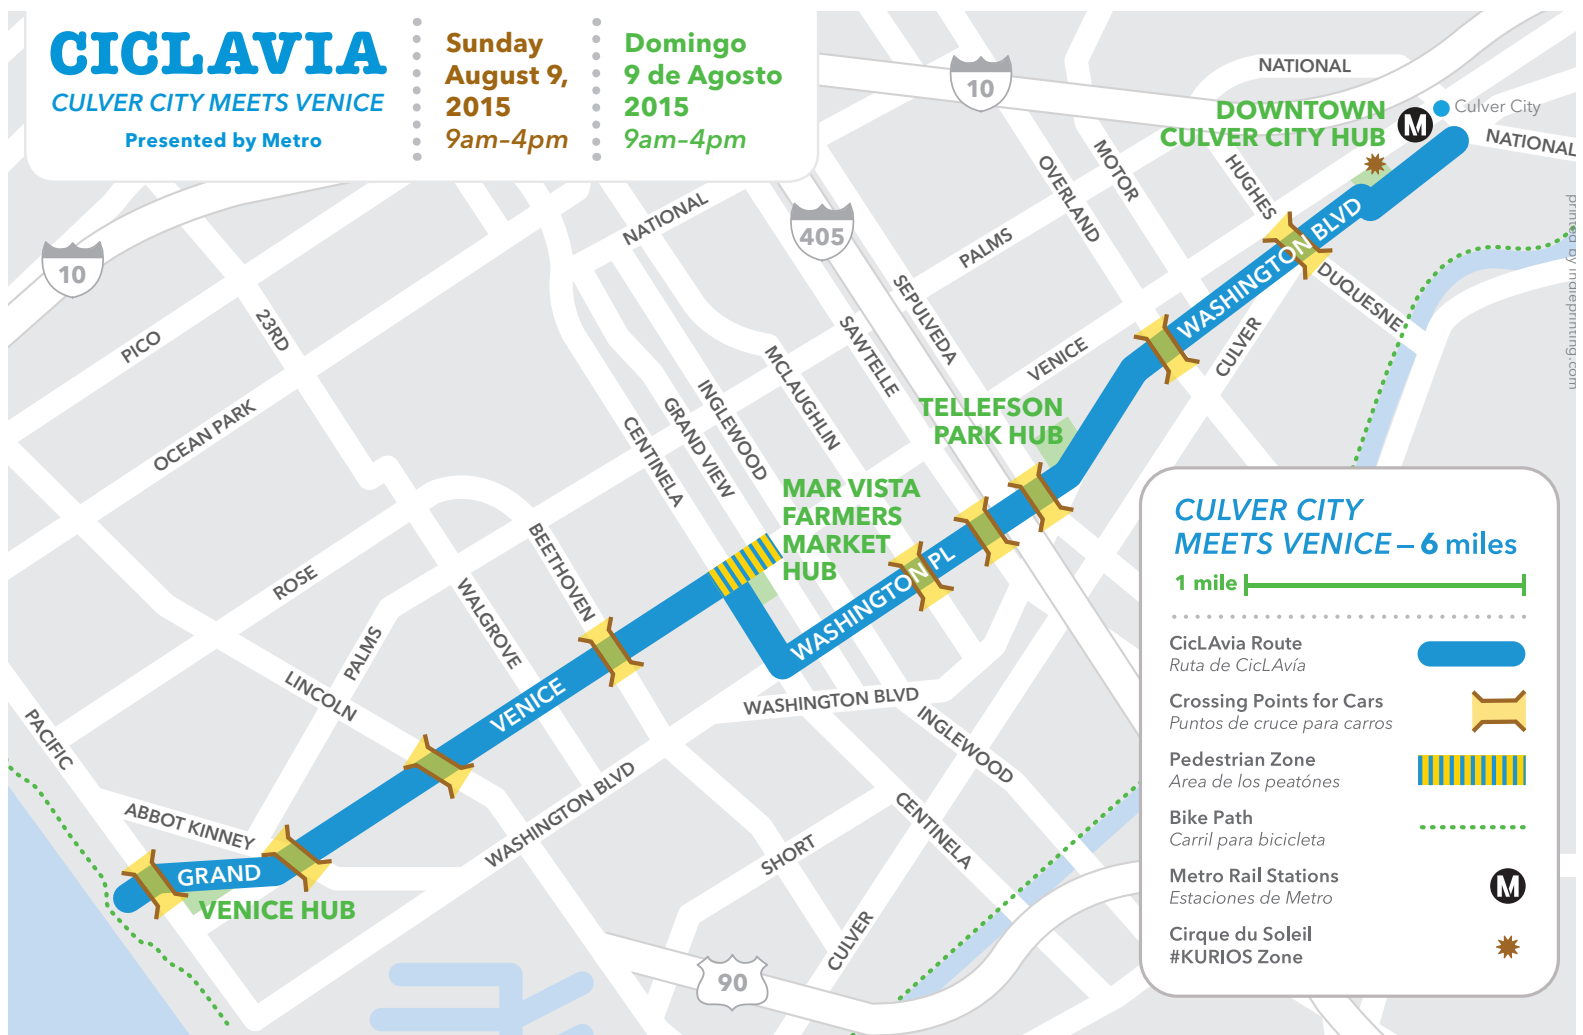 CICLAVIA
CULVER CITY MEETS VENICE
Presented by Metro
Sunday
August 9,
2015
9am–4pm
Domingo
9 de Agosto
2015
9am–4pm
10
NATIONAL
DOWNTOWN
CULVER CITY HUB
M
Culver City
NATIONAL
printed by indieprinting.com
10
405
NATIONAL
OVERLAND
MOTOR
HUGHES
PALMS
WASHINGTON BLVD
DUQUESNE
CULVER
PICO
23RD
OCEAN PARK
SEPULVEDA
SAWTELLE
VENICE
MCLAUGHLIN
INGLEWOOD
GRAND VIEW
CENTINELA
TELLEFSON
PARK HUB
MAR VISTA
FARMERS
MARKET
HUB
WASHINGTON PL
BEETHOVEN
WALGROVE
ROSE
PALMS
LINCOLN
VENICE
WASHINGTON BLVD
PACIFIC
ABBOT KINNEY
GRAND
VENICE HUB
WASHINGTON BLVD
INGLEWOOD
CENTINELA
SHORT
CULVER
90
CULVER CITY
MEETS VENICE – 6 miles
1 mile
CicLAvia Route
Ruta de CicLAvía
Crossing Points for Cars
Puntos de cruce para carros
Pedestrian Zone
Area de los peatónes
Bike Path
Carril para bicicleta
Metro Rail Stations
Estaciones de Metro
M
Cirque du Soleil
#KURIOS Zone